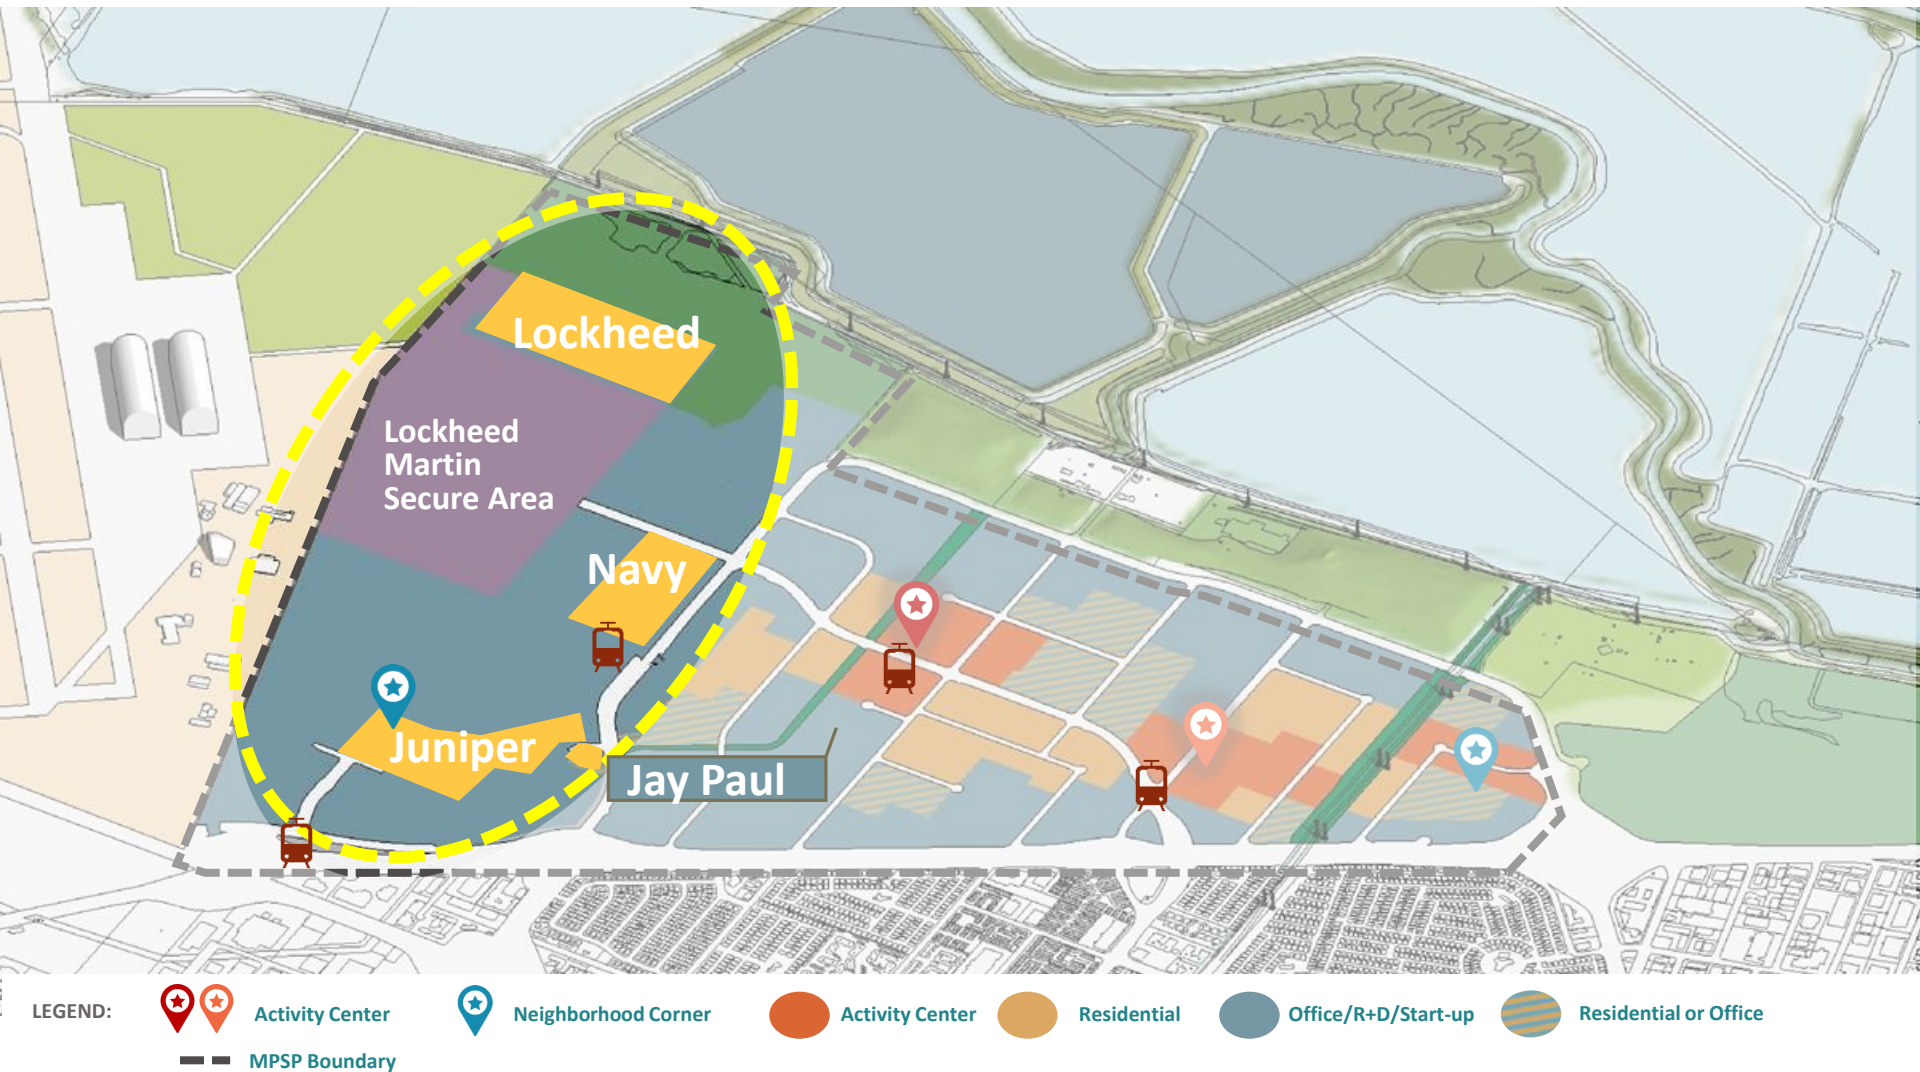 Lockheed
Lockheed
Martin
Secure Area
Navy
Juniper
Jay Paul
LEGEND:
Activity Center
Neighborhood Corner
Activity Center
Residential
Office/R+D/Start-up
Residential or Office
MPSP Boundary